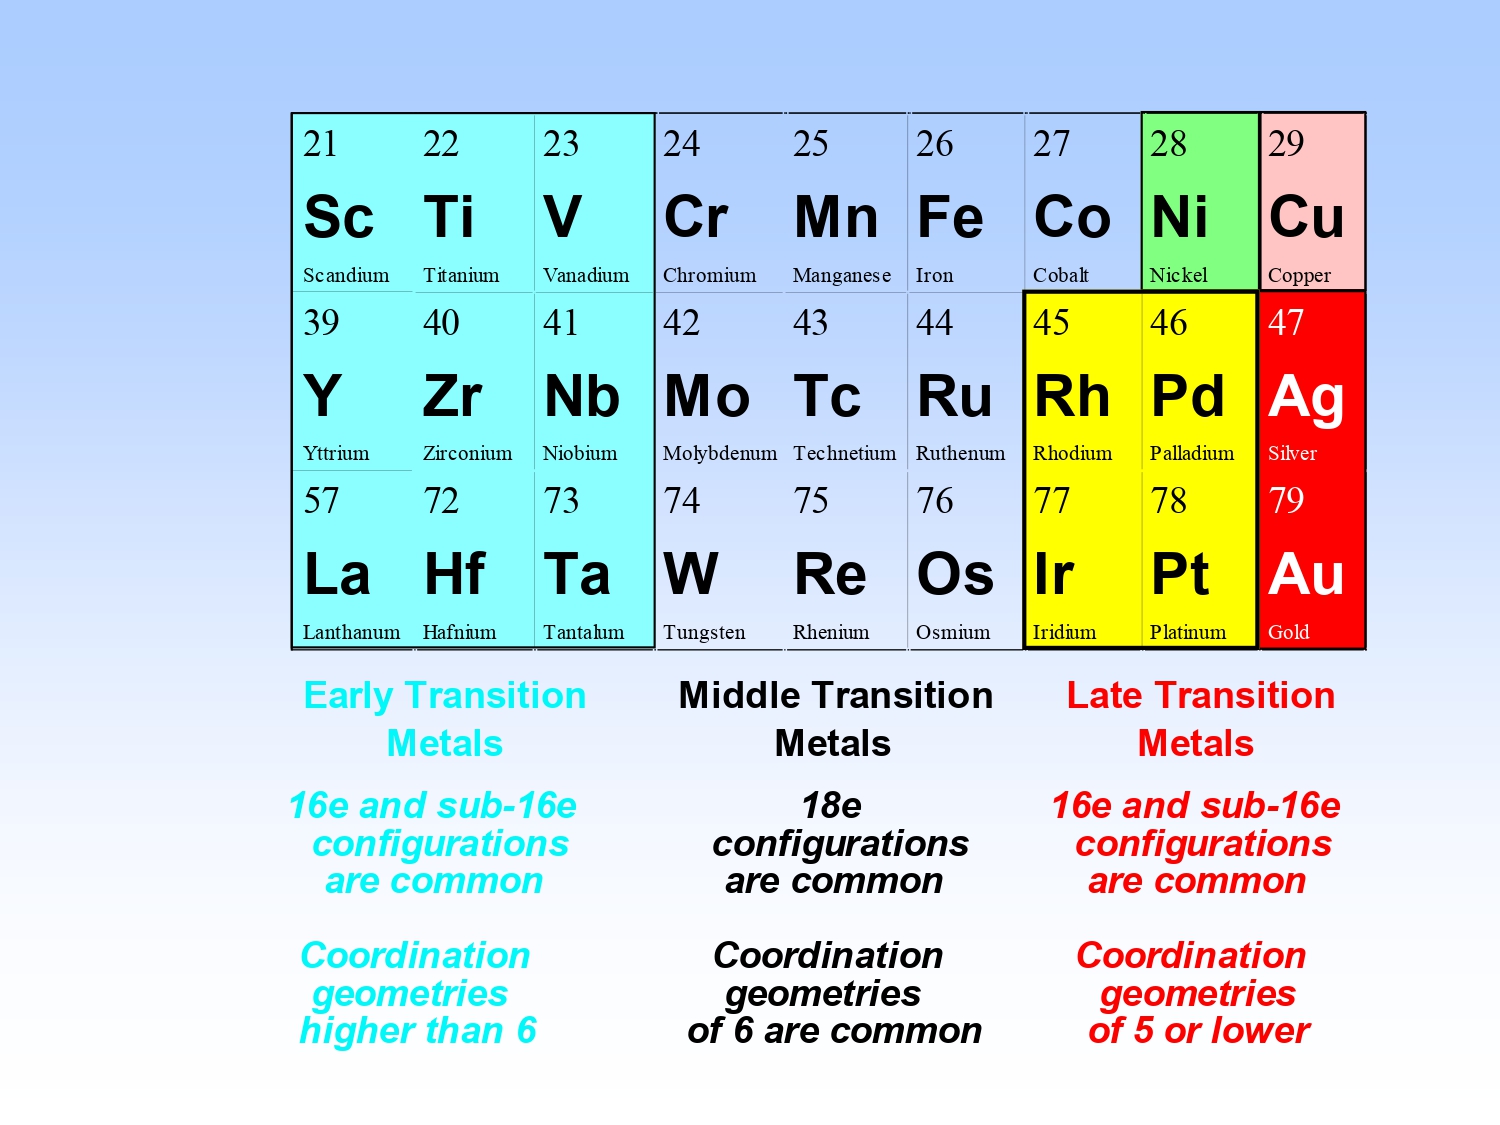 21 22 23 24 25 26 27 28 29
Sc Ti V Cr Mn Fe Co Ni Cu
Scandium Titanium Vanadium Chromium Manganese Iron Cobalt Nickel Copper
39 40 41 42 43 44 45 46 47
Y Zr Nb Mo Tc Ru Rh Pd Ag
Yttrium Zirconium Niobium Molybdenum Technetium Ruthenum Rhodium Palladium Silver
57 72 73 74 75 76 77 78 79
La Hf Ta W Re Os Ir Pt Au
Lanthanum Hafnium Tantalum Tungsten Rhenium Osmium Iridium Platinum Gold
Early Transition
Metals
16e and sub-16e
configurations
are common
Coordination
geometries
higher than 6
Middle Transition
Metals
18e
configurations
are common
Coordination
geometries
of 6 are common
Late Transition
Metals
16e and sub-16e
configurations
are common
Coordination
geometries
of 5 or lower